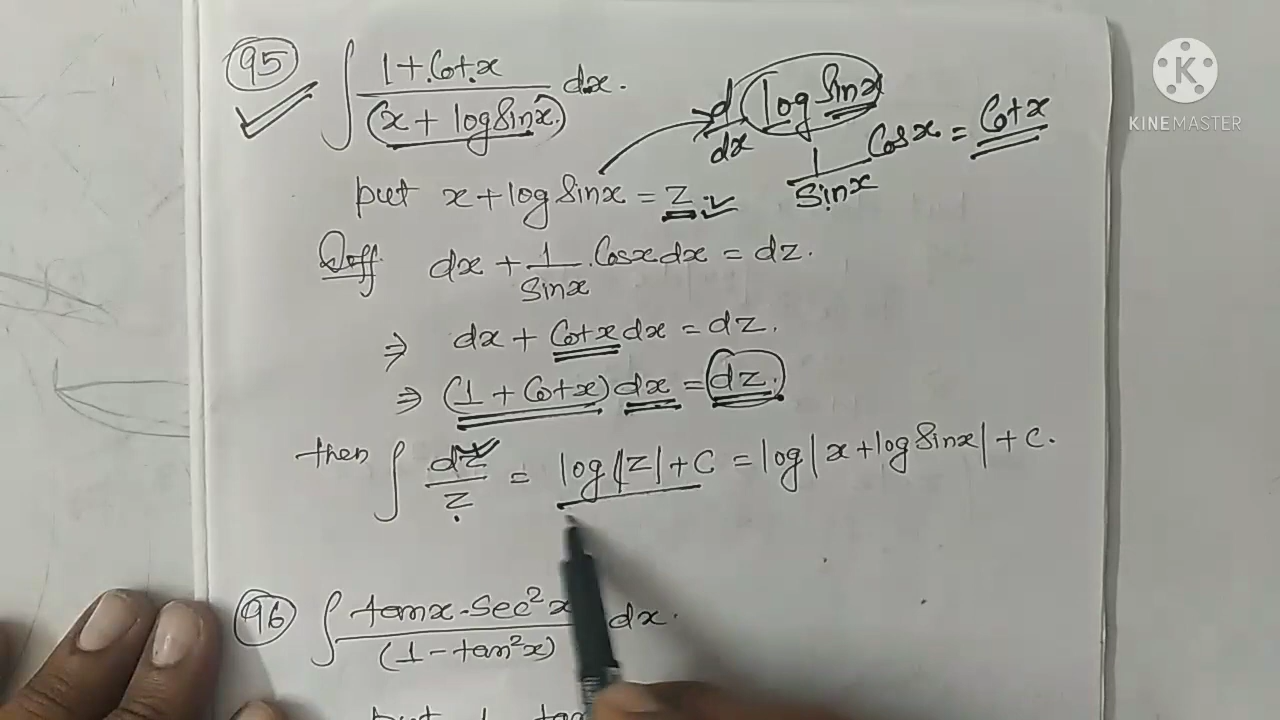 95 ∫ 1+Cot x / (x + log Sin x) dx.
d/dx log Sin x
1/Sin x Cos x = Cot x
K
KINEMASTER
put x + log Sin x = z.
Diff. dx + 1/Sin x . Cos x dx = dz.
⇒ dx + Cot x dx = dz.
⇒ (1 + Cot x) dx = dz.
then ∫ dz/z = log |z| + C = log | x + log Sin x | + C.
96 ∫ tan x . Sec² x / (1 - tan² x) dx.
put 1